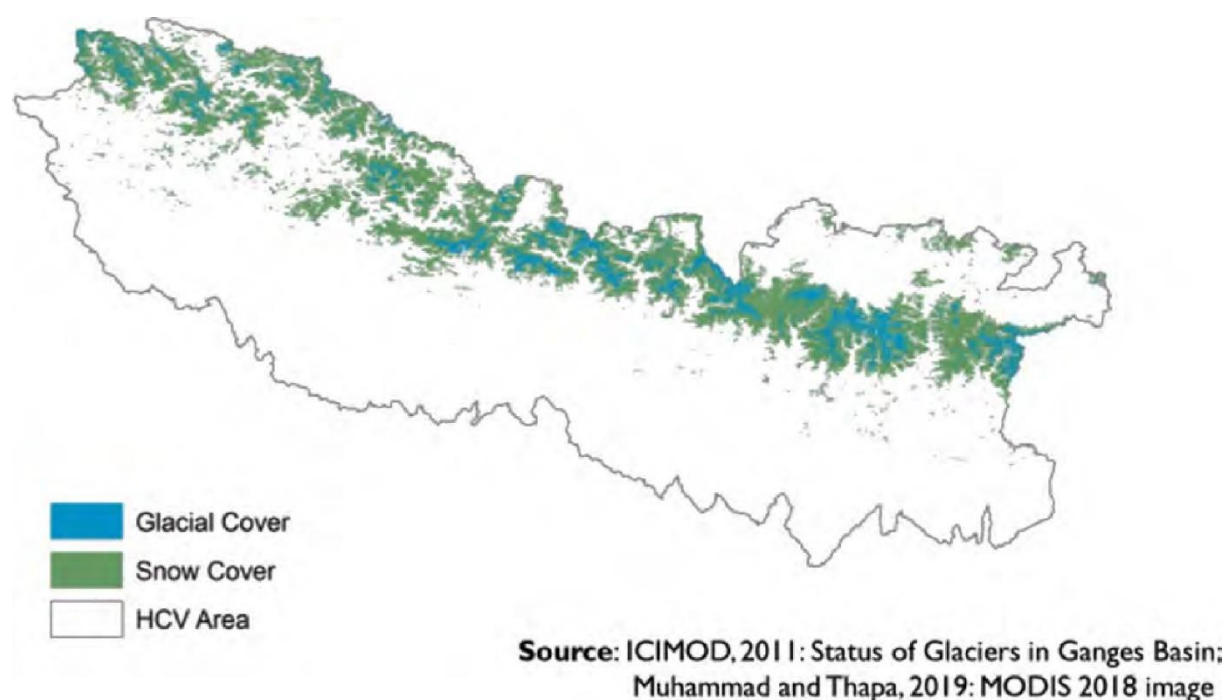 Glacial Cover
Snow Cover
HCV Area
Source: ICIMOD, 2011: Status of Glaciers in Ganges Basin;
Muhammad and Thapa, 2019: MODIS 2018 image